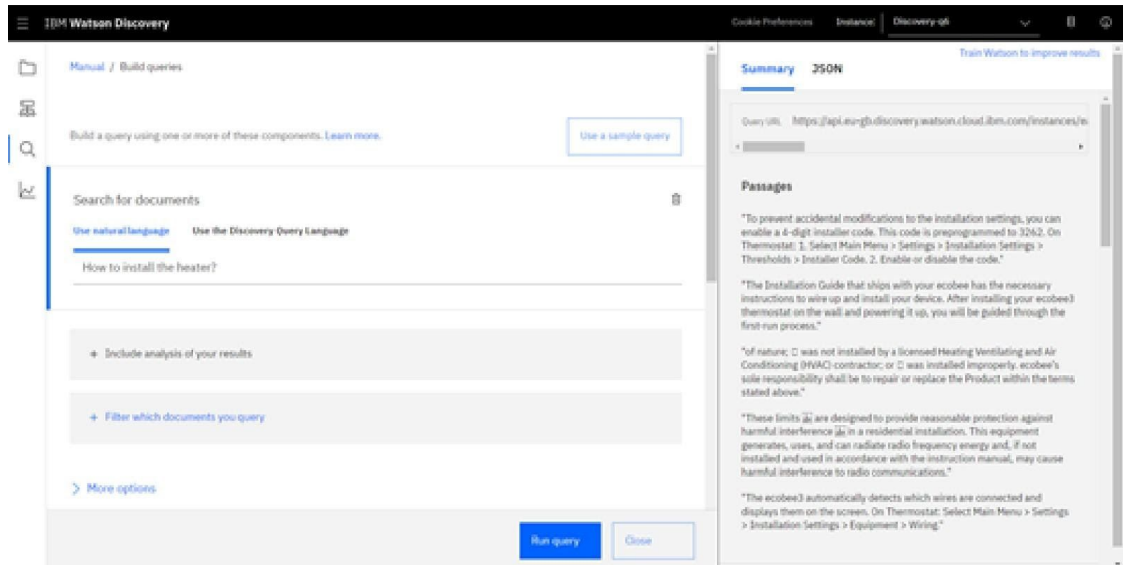 IBM Watson Discovery
Cookie Preferences
Instance:
Discovery-q6
Manual / Build queries
Build a query using one or more of these components. Learn more.
Use a sample query
Search for documents
Use natural language
Use the Discovery Query Language
How to install the heater?
+ Include analysis of your results
+ Filter which documents you query
> More options
Run query
Close
Train Watson to improve results
Summary
JSON
Query URL https://api.eu-gb.discovery.watson.cloud.ibm.com/instances/
Passages
"To prevent accidental modifications to the installation settings, you can
enable a 4-digit installer code. This code is preprogrammed to 3262. On
Thermostat: 1. Select Main Menu > Settings > Installation Settings >
Thresholds > Installer Code. 2. Enable or disable the code."
"The Installation Guide that ships with your ecobee has the necessary
instructions to wire up and install your device. After installing your ecobee3
thermostat on the wall and powering it up, you will be guided through the
first-run process."
"of nature; □ was not installed by a licensed Heating Ventilating and Air
Conditioning (HVAC) contractor; or □ was installed improperly. ecobee's
sole responsibility shall be to repair or replace the Product within the terms
stated above."
"These limits are designed to provide reasonable protection against
harmful interference in a residential installation. This equipment
generates, uses, and can radiate radio frequency energy and, if not
installed and used in accordance with the instruction manual, may cause
harmful interference to radio communications."
"The ecobee3 automatically detects which wires are connected and
displays them on the screen. On Thermostat: Select Main Menu > Settings
> Installation Settings > Equipment > Wiring."